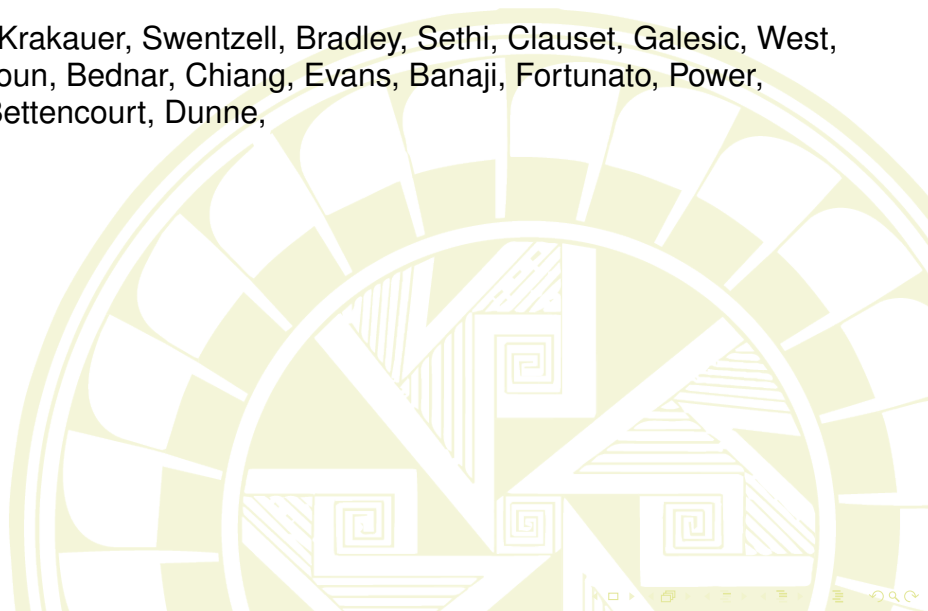 Krakauer, Swentzell, Bradley, Sethi, Clauset, Galesic, West,
oun, Bednar, Chiang, Evans, Banaji, Fortunato, Power,
Bettencourt, Dunne,